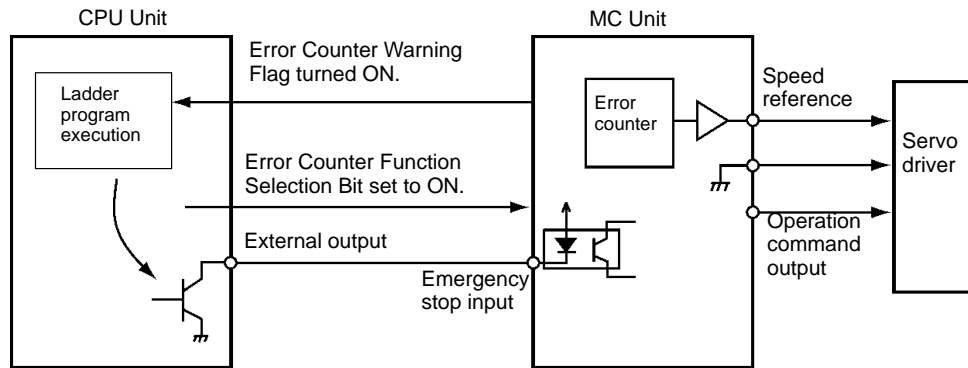 CPU Unit
MC Unit
Error Counter Warning
Flag turned ON.
Speed
reference
Ladder
program
execution
Error
counter
Servo
driver
Error Counter Function
Selection Bit set to ON.
External output
Operation
command
output
Emergency
stop input